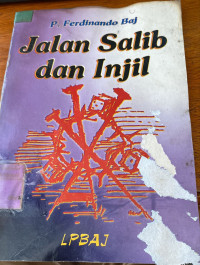 P. Ferdinando Baj
Jalan Salib
dan Injil
LPBAJ